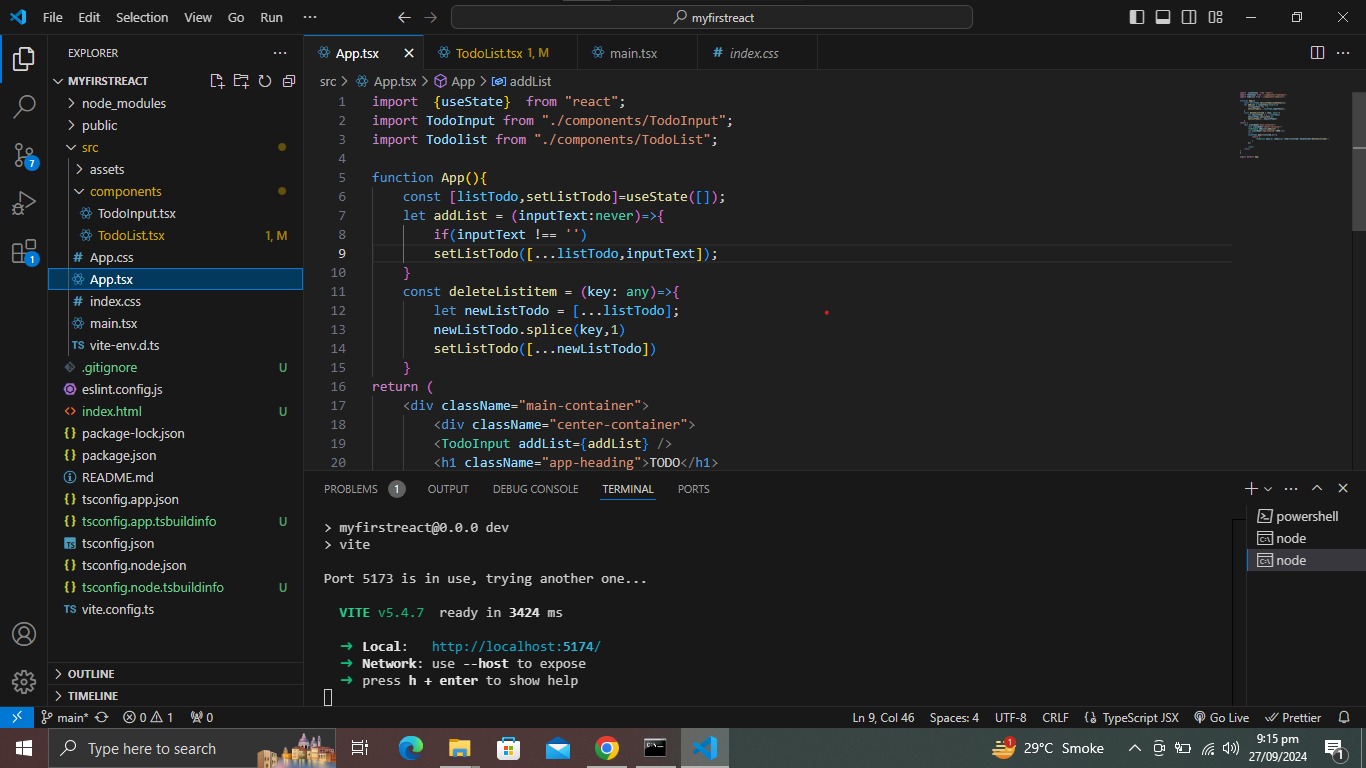 File Edit Selection View Go Run ···
myfirstreact
EXPLORER
MYFIRSTREACT
node_modules
public
src
assets
components
TodoInput.tsx
TodoList.tsx 1, M
App.css
App.tsx
index.css
main.tsx
TS vite-env.d.ts
.gitignore U
eslint.config.js
index.html U
package-lock.json
package.json
README.md
tsconfig.app.json
tsconfig.app.tsbuildinfo U
tsconfig.json
tsconfig.node.json
tsconfig.node.tsbuildinfo U
TS vite.config.ts
OUTLINE
TIMELINE
7
1
App.tsx TodoList.tsx 1, M main.tsx index.css
src > App.tsx > App > addList
1 import {useState} from "react";
2 import TodoInput from "./components/TodoInput";
3 import Todolist from "./components/TodoList";
4
5 function App(){
6 const [listTodo,setListTodo]=useState([]);
7 let addList = (inputText:never)=>{
8 if(inputText !== '')
9 setListTodo([...listTodo,inputText]);
10 }
11 const deleteListitem = (key: any)=>{
12 let newListTodo = [...listTodo];
13 newListTodo.splice(key,1)
14 setListTodo([...newListTodo])
15 }
16 return (
17 <div className="main-container">
18 <div className="center-container">
19 <TodoInput addList={addList} />
20 <h1 className="app-heading">TODO</h1>
PROBLEMS 1 OUTPUT DEBUG CONSOLE TERMINAL PORTS
> myfirstreact@0.0.0 dev
> vite
Port 5173 is in use, trying another one...
VITE v5.4.7 ready in 3424 ms
➜ Local: http://localhost:5174/
➜ Network: use --host to expose
➜ press h + enter to show help
powershell
node
node
main* 0 1 0 Ln 9, Col 46 Spaces: 4 UTF-8 CRLF TypeScript JSX Go Live Prettier
Type here to search
1 29°C Smoke
9:15 pm
27/09/2024
1